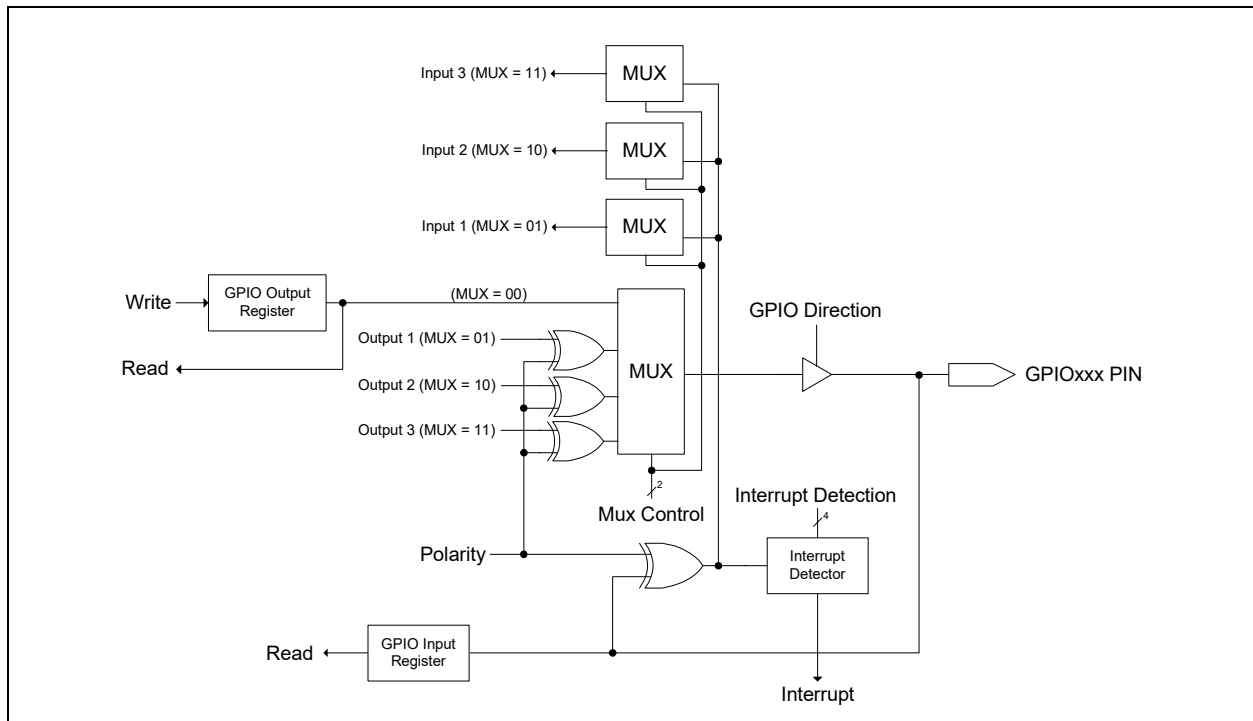 Input 3 (MUX = 11)
MUX
Input 2 (MUX = 10)
MUX
Input 1 (MUX = 01)
MUX
Write
GPIO Output
Register
(MUX = 00)
GPIO Direction
Output 1 (MUX = 01)
Read
MUX
GPIOxxx PIN
Output 2 (MUX = 10)
Output 3 (MUX = 11)
2
Mux Control
Interrupt Detection
4
Polarity
Interrupt
Detector
Read
GPIO Input
Register
Interrupt